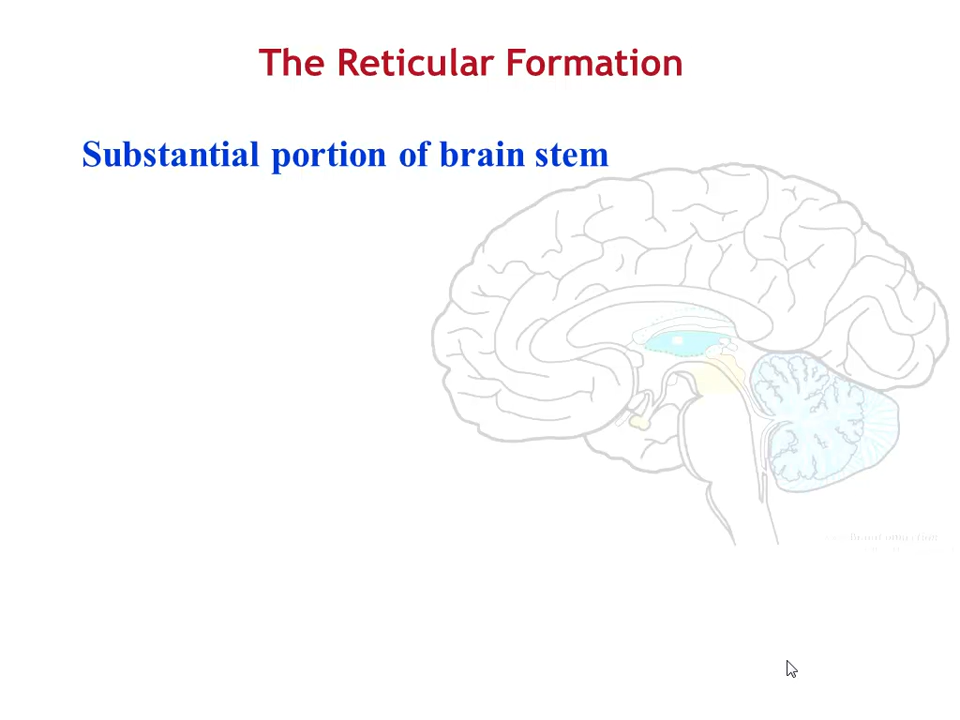 The Reticular Formation
Substantial portion of brain stem